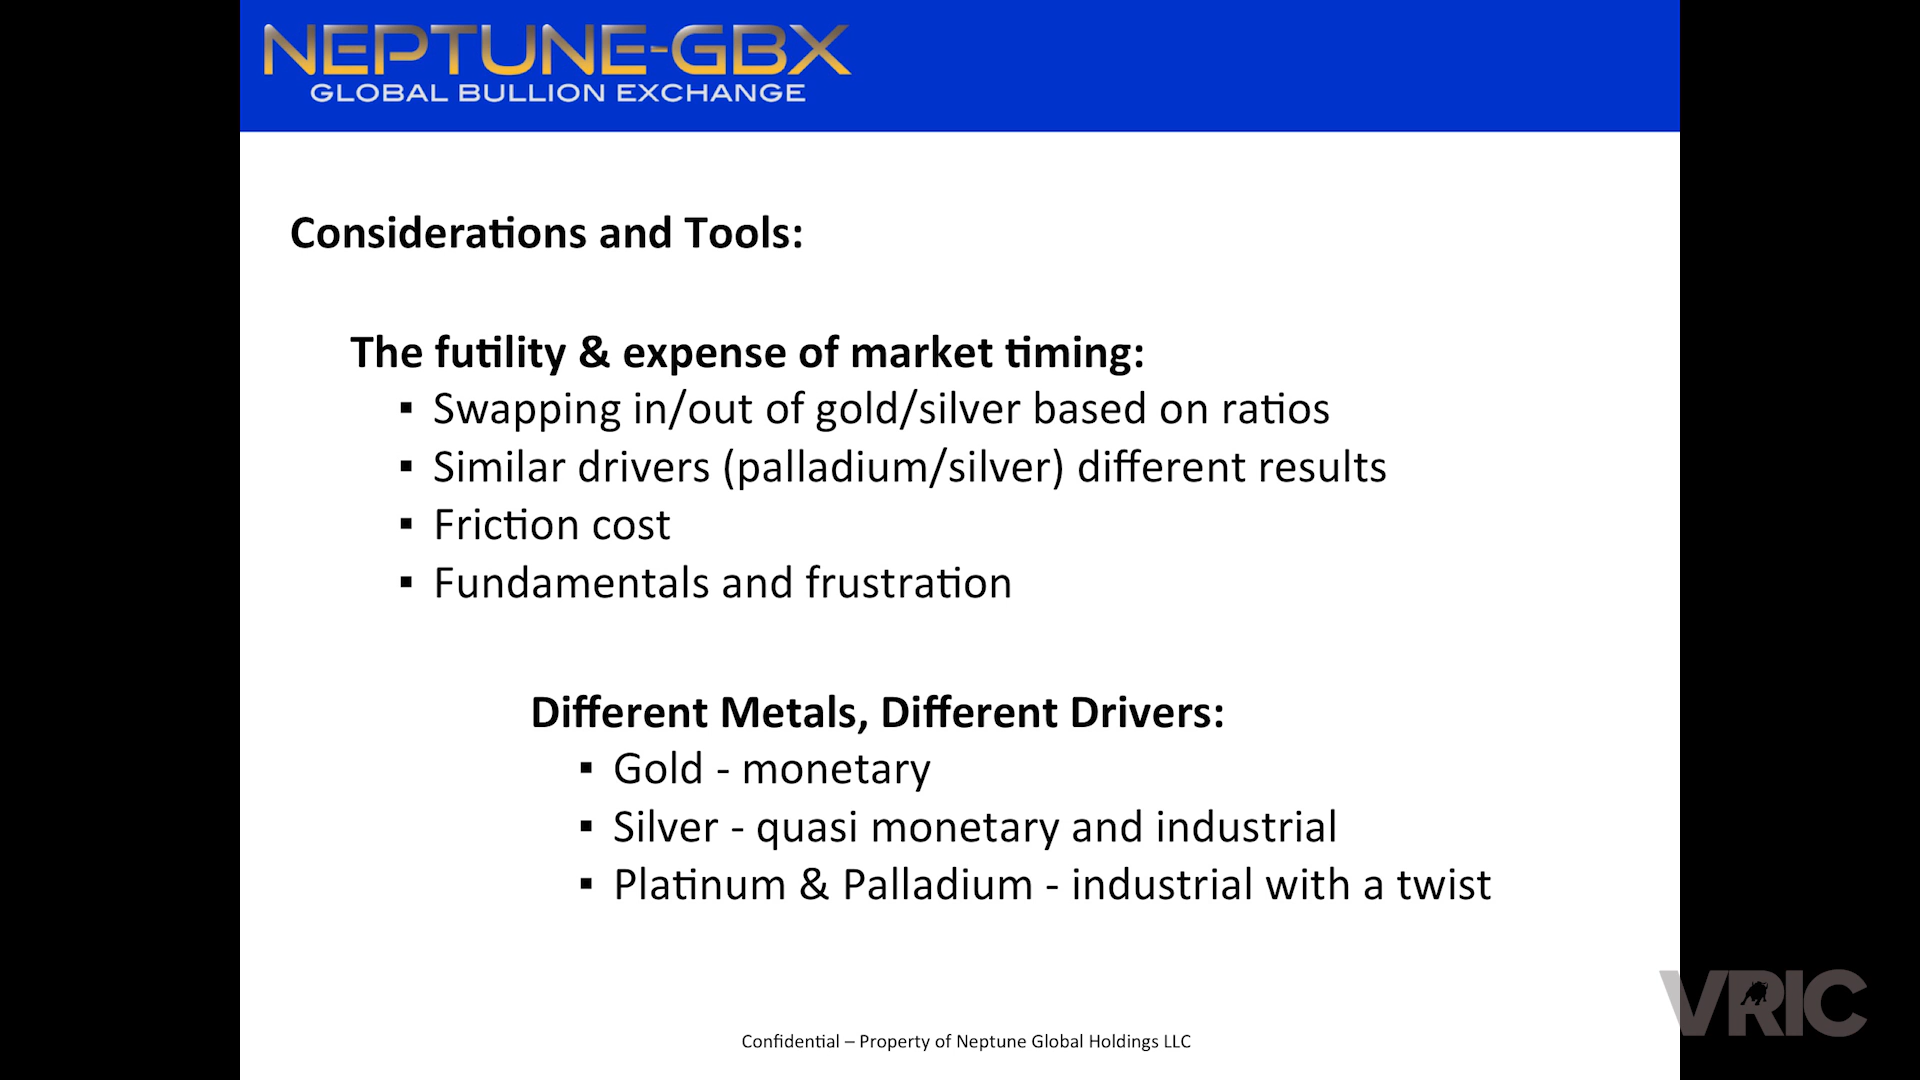 NEPTUNE-GBX
GLOBAL BULLION EXCHANGE
Considerations and Tools:
The futility & expense of market timing:
▪ Swapping in/out of gold/silver based on ratios
▪ Similar drivers (palladium/silver) different results
▪ Friction cost
▪ Fundamentals and frustration
Different Metals, Different Drivers:
▪ Gold - monetary
▪ Silver - quasi monetary and industrial
▪ Platinum & Palladium - industrial with a twist
VRIC
Confidential – Property of Neptune Global Holdings LLC